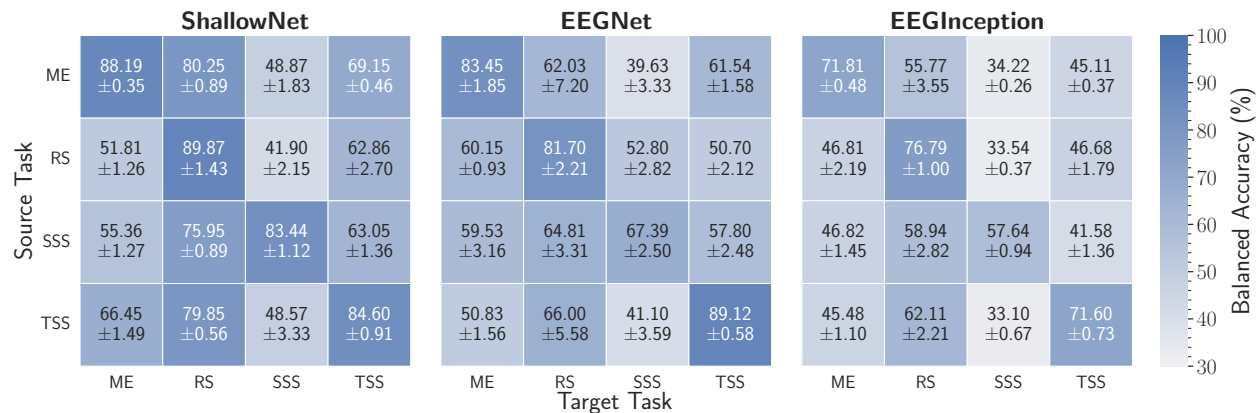 ShallowNet EEGNet EEGInception
ME 88.19 80.25 48.87 69.15 83.45 62.03 39.63 61.54 71.81 55.77 34.22 45.11
±0.35 ±0.89 ±1.83 ±0.46 ±1.85 ±7.20 ±3.33 ±1.58 ±0.48 ±3.55 ±0.26 ±0.37
RS 51.81 89.87 41.90 62.86 60.15 81.70 52.80 50.70 46.81 76.79 33.54 46.68
±1.26 ±1.43 ±2.15 ±2.70 ±0.93 ±2.21 ±2.82 ±2.12 ±2.19 ±1.00 ±0.37 ±1.79
SSS 55.36 75.95 83.44 63.05 59.53 64.81 67.39 57.80 46.82 58.94 57.64 41.58
±1.27 ±0.89 ±1.12 ±1.36 ±3.16 ±3.31 ±2.50 ±2.48 ±1.45 ±2.82 ±0.94 ±1.36
TSS 66.45 79.85 48.57 84.60 50.83 66.00 41.10 89.12 45.48 62.11 33.10 71.60
±1.49 ±0.56 ±3.33 ±0.91 ±1.56 ±5.58 ±3.59 ±0.58 ±1.10 ±2.21 ±0.67 ±0.73
ME RS SSS TSS ME RS SSS TSS ME RS SSS TSS
Source Task
Target Task
100
90
80
70
60
50
40
30
Balanced Accuracy (%)